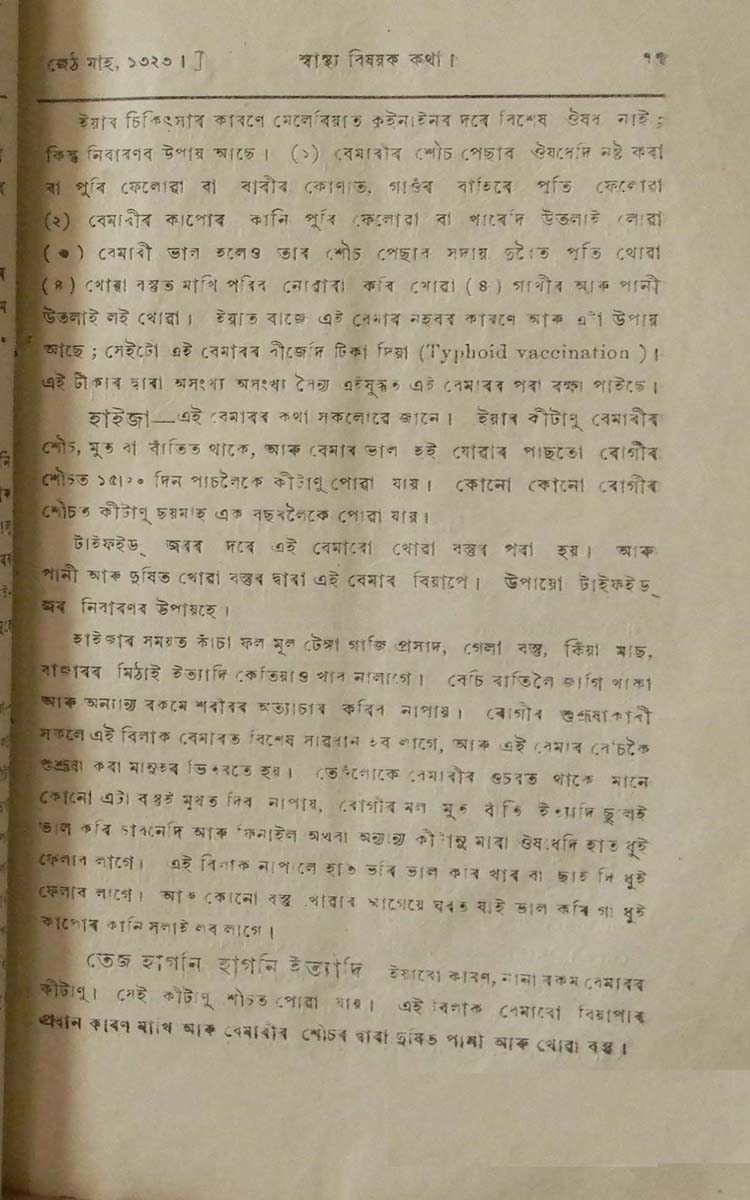 জেঠ মাহ, ১৩২৩।] স্বাস্থ্য বিষয়ক কথা। ৭৭
ইয়াৰ চিকিৎসাৰ কাৰণে মেলেৰিয়াত কুইনাইনৰ দৰে বিশেষ ঔষধ নাই;
কিন্তু নিবাৰণৰ উপায় আছে। (১) বেমাৰীৰ শৌচ পেছাব ঔষধেদি নষ্ট কৰা
বা পুৰি ফেলোৱা বা বাৰীৰ কোণত, গাওঁৰ বাহিৰে পুতি ফেলোৱা
(২) বেমাৰীৰ কাপোৰ কানি পুৰি ফেলোৱা বা খাৰেদি উতলাই লোৱা
(৩) বেমাৰী ভাল হলেও তাৰ শৌচ পেছাব সদায় দুৰৈত পুতি থোৱা
(৪) খোৱা বস্তুত মাখি পৰিব নোৱাৰা কৰি থোৱা (৪) গাখীৰ আৰু পানী
উতলাই লই খোৱা। ইয়াত বাজে এই বেমাৰ নহবৰ কাৰণে আৰু এটা উপায়
আছে; সেইটো এই বেমাৰৰ বীজেদি টিকা দিয়া (Typhoid vaccination)।
এই টীকাৰ দ্বাৰা অসংখ্য অসংখ্য সৈন্য এইযুদ্ধত এই বেমাৰৰ পৰা ৰক্ষা পাইছে।
হাইজা—এই বেমাৰৰ কথা সকলোৱে জানে। ইয়াৰ কীটাণু বেমাৰীৰ
শৌচ, মুত বা বাঁতিত থাকে, আৰু বেমাৰ ভাল হই যোৱাৰ পাছতো ৰোগীৰ
শৌচত ১৫।২০ দিন পাচলৈকে কীটাণু পোৱা যায়। কোনো কোনো ৰোগীৰ
শৌচত কীটাণু ছয়মাহ এক বছৰলৈকে পোৱা যায়।
টাইফইড্ জৰৰ দৰে এই বেমাৰো খোৱা বস্তুৰ পৰা হয়। আৰু
পানী আৰু দুষিত খোৱা বস্তুৰ দ্বাৰা এই বেমাৰ বিয়াপে। উপায়ো টাইফইড্
জৰ নিবাৰণৰ উপায়হে।
হাইজাৰ সময়ত কাঁচা ফল মূল টেঙ্গা গাজি প্ৰসাদ, গেলা বস্তু, কিঁয়া মাছ,
বাজাৰৰ মিঠাই ইত্যাদি কেতিয়াও খাব নালাগে। বেচি ৰাতিলৈ জাগি থাকা
আৰু অন্যান্য ৰকমে শৰীৰৰ অত্যাচাৰ কৰিব নাপায়। ৰোগীৰ শুশ্ৰূষাকাৰী
সকলে এই বিলাক বেমাৰত বিশেষ সাৱধান হব লাগে, আৰু এই বেমাৰ বেচিকৈ
শুশ্ৰূষা কৰা মানুহৰ ভিতৰতে হয়। তেওঁলোকে বেমাৰীৰ ওচৰত থাকে মানে
কোনো এটা বস্তুই মুখত দিব নাপায়, ৰোগীৰ মল মুত বাঁতি ইত্যাদি ছুলেই
ভাল কৰি চাবনেদি আৰু ফিনাইল অথবা অন্যান্য কীটাণু মাৰা ঔষধেদি হাত ধুই
ফেলাব লাগে। এই বিলাক নাপালে হাত ভৰি ভাল কৰি খাৰ বা ছাই দি ধুই
ফেলাব লাগে। আৰু কোনো বস্তু খাৱাৰ আগেয়ে ঘৰত যাই ভাল কৰি গা ধুই
কাপোৰ কানি সলাই লব লাগে।
তেজ হাগনি হাগনি ইত্যাদি ইয়াৰো কাৰণ, নানা ৰকম বেমাৰৰ
কীটাণু। সেই কীটাণু শৌচত পোৱা যায়। এই বিলাক বেমাৰো বিয়াপাৰ
প্ৰধান কাৰণ মাখি আৰু বেমাৰীৰ শৌচৰ দ্বাৰা দুষিত পানী আৰু খোৱা বস্তু।